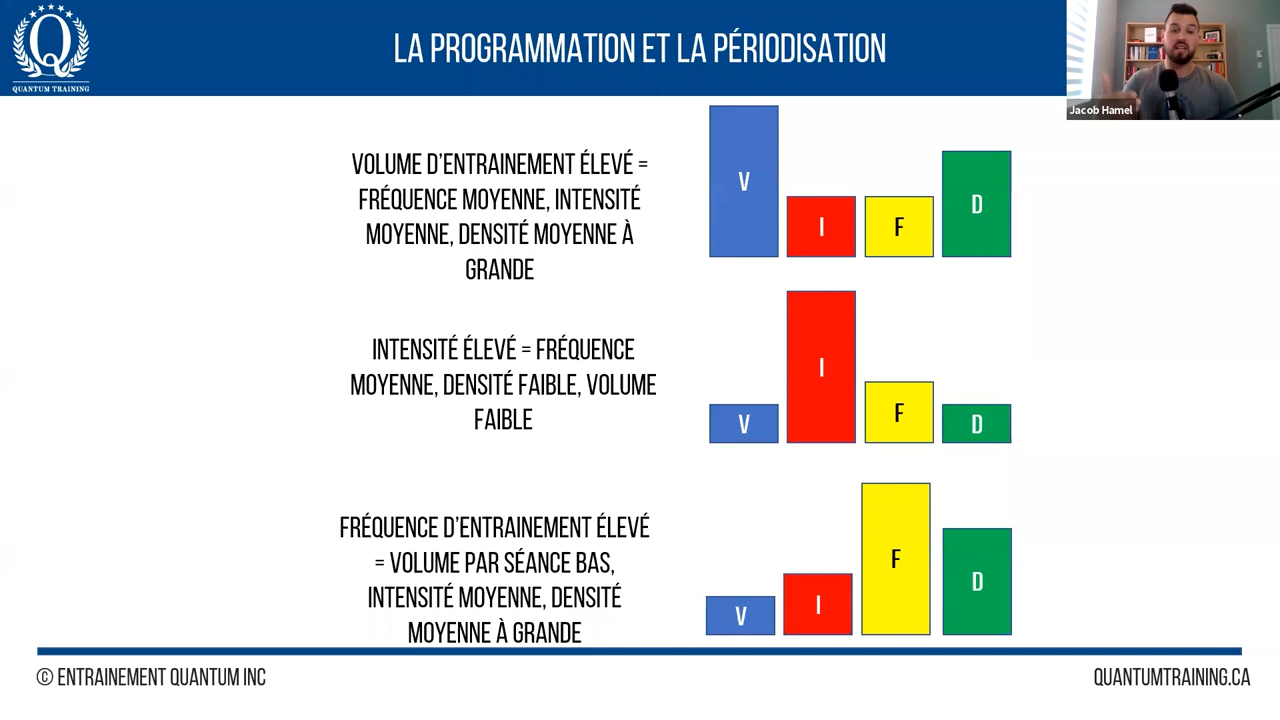 Q
QUANTUM TRAINING
LA PROGRAMMATION ET LA PÉRIODISATION
Jacob Hamel
VOLUME D'ENTRAINEMENT ÉLEVÉ =
FRÉQUENCE MOYENNE, INTENSITÉ
MOYENNE, DENSITÉ MOYENNE À
GRANDE
V
I
F
D
INTENSITÉ ÉLEVÉ = FRÉQUENCE
MOYENNE, DENSITÉ FAIBLE, VOLUME
FAIBLE
V
I
F
D
FRÉQUENCE D'ENTRAINEMENT ÉLEVÉ
= VOLUME PAR SÉANCE BAS,
INTENSITÉ MOYENNE, DENSITÉ
MOYENNE À GRANDE
V
I
F
D
© ENTRAINEMENT QUANTUM INC
QUANTUMTRAINING.CA